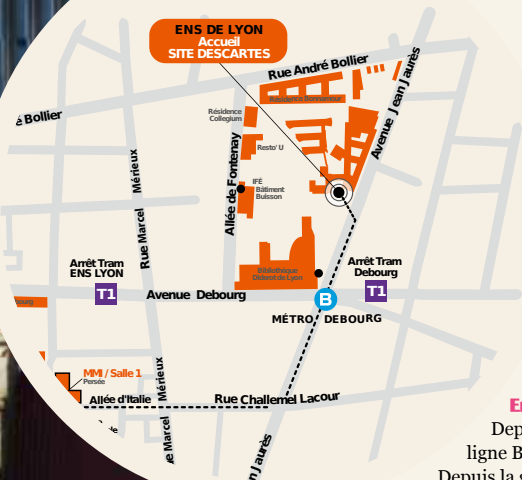 ENS DE LYON
Accueil
SITE DESCARTES
Rue André Bollier
Bollier
Résidence Bonnamour
Avenue Jean Jaurès
Résidence
Collegium
Resto' U
Allée de Fontenay
IFÉ
Bâtiment
Buisson
Rue Marcel Mérieux
Arrêt Tram
ENS LYON
T1
Avenue Debourg
Bibliothèque
Diderot de Lyon
Arrêt Tram
Debourg
T1
B
MÉTRO DEBOURG
MMI / Salle 1
Persée
Allée d'Italie
Rue Challemel Lacour
Mérieux
Marcel
Jaurès
Dep
ligne B
Depuis la